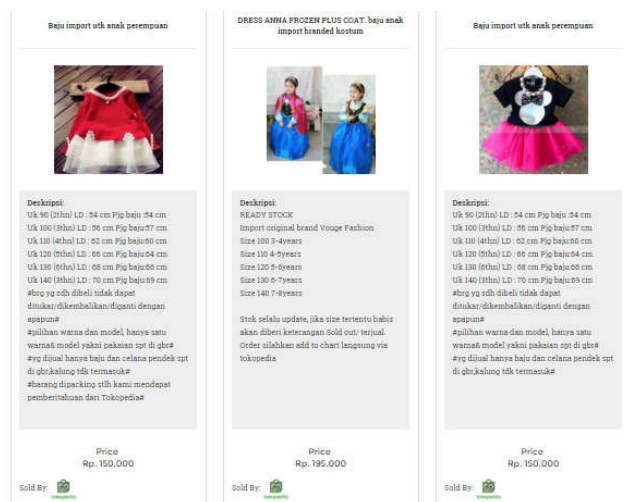 Baju import utk anak perempuan
Deskripsi:
Uk 90 (2thn) LD : 54 cm Pjg baju :54 cm
Uk 100 (3thn) LD : 56 cm Pjg baju:57 cm
Uk 110 (4thn) LD : 62 cm Pjg baju:60 cm
Uk 120 (5thn) LD : 66 cm Pjg baju:64 cm
Uk 130 (6thn) LD : 68 cm Pjg baju:66 cm
Uk 140 (8thn) LD : 70 cm Pjg baju:69 cm
#brg yg sdh dibeli tidak dapat
ditukar/dikembalikan/diganti dengan
apapun#
#pilihan warna dan model, hanya satu
warna& model yakni pakaian spt di gbr#
#yg dijual hanya baju dan celana pendek spt
di gbr,kalung tdk termasuk#
#barang dipacking stlh kami mendapat
pemberitahuan dari Tokopedia#
Price
Rp. 150.000
Sold By:
tokopedia
DRESS ANNA FROZEN PLUS COAT. baju anak
import branded kostum
Deskripsi:
READY STOCK
Import original brand Vouge Fashion
Size 100 3-4years
Size 110 4-5years
Size 120 5-6years
Size 130 6-7years
Size 140 7-8years
Stok selalu update, jika size tertentu habis
akan diberi keterangan Sold out/ terjual.
Order silahkan add to chart langsung via
tokopedia
Price
Rp. 195.000
Sold By:
tokopedia
Baju import utk anak perempuan
Deskripsi:
Uk 90 (2thn) LD : 54 cm Pjg baju :54 cm
Uk 100 (3thn) LD : 56 cm Pjg baju:57 cm
Uk 110 (4thn) LD : 62 cm Pjg baju:60 cm
Uk 120 (5thn) LD : 66 cm Pjg baju:64 cm
Uk 130 (6thn) LD : 68 cm Pjg baju:66 cm
Uk 140 (8thn) LD : 70 cm Pjg baju:69 cm
#brg yg sdh dibeli tidak dapat
ditukar/dikembalikan/diganti dengan
apapun#
#pilihan warna dan model, hanya satu
warna& model yakni pakaian spt di gbr#
#yg dijual hanya baju dan celana pendek spt
di gbr,kalung tdk termasuk#
Price
Rp. 150.000
Sold By:
tokopedia